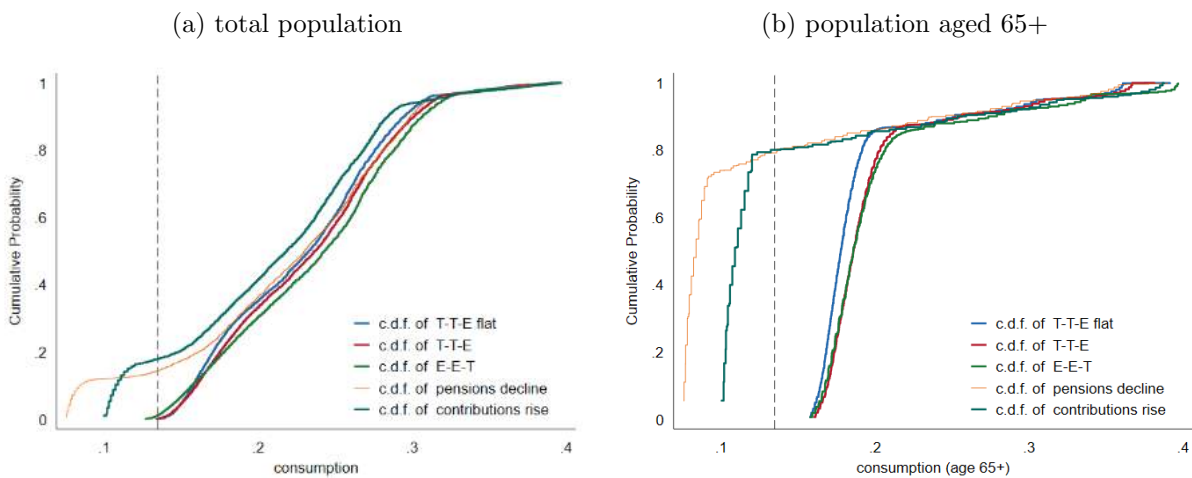 (a) total population
Cumulative Probability
1
.8
.6
.4
.2
0
c.d.f. of T-T-E flat
c.d.f. of T-T-E
c.d.f. of E-E-T
c.d.f. of pensions decline
c.d.f. of contributions rise
.1 .2 .3 .4
consumption
(b) population aged 65+
Cumulative Probability
1
.8
.6
.4
.2
0
c.d.f. of T-T-E flat
c.d.f. of T-T-E
c.d.f. of E-E-T
c.d.f. of pensions decline
c.d.f. of contributions rise
.1 .2 .3 .4
consumption (age 65+)